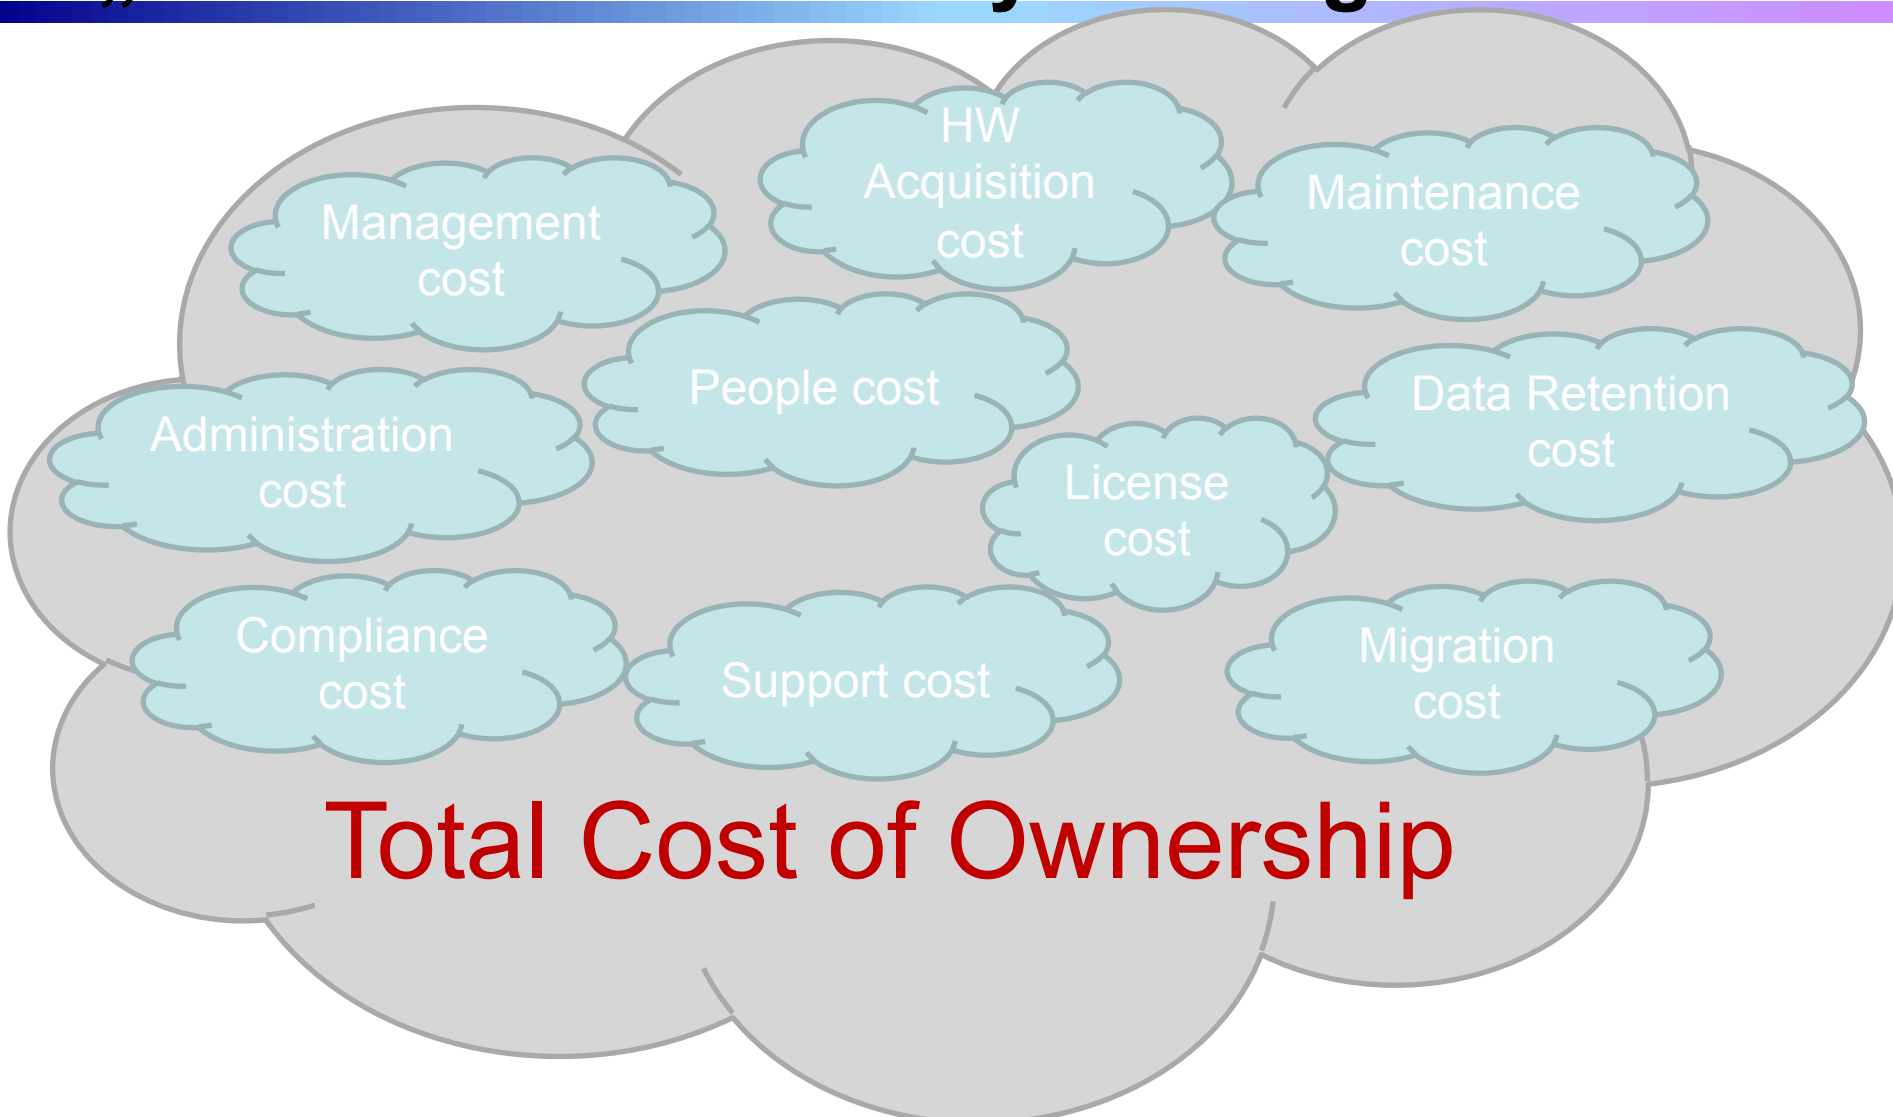 HW
Acquisition
cost
Maintenance
cost
Management
cost
People cost
Data Retention
cost
Administration
cost
License
cost
Compliance
cost
Support cost
Migration
cost
Total Cost of Ownership